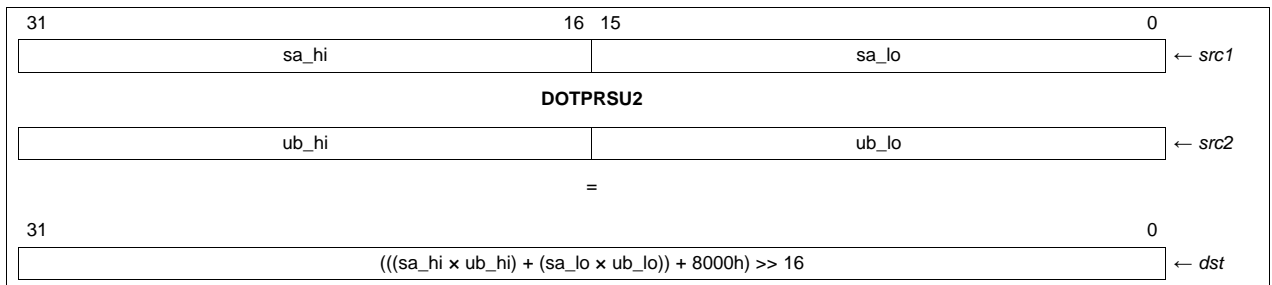 31 16 15 0
sa_hi sa_lo ← src1
DOTPRSU2
ub_hi ub_lo ← src2
=
31 0
(((sa_hi × ub_hi) + (sa_lo × ub_lo)) + 8000h) >> 16 ← dst